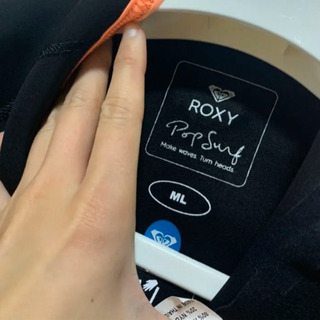 ROXY
Pop Surf
Make waves. Turn heads.
ML